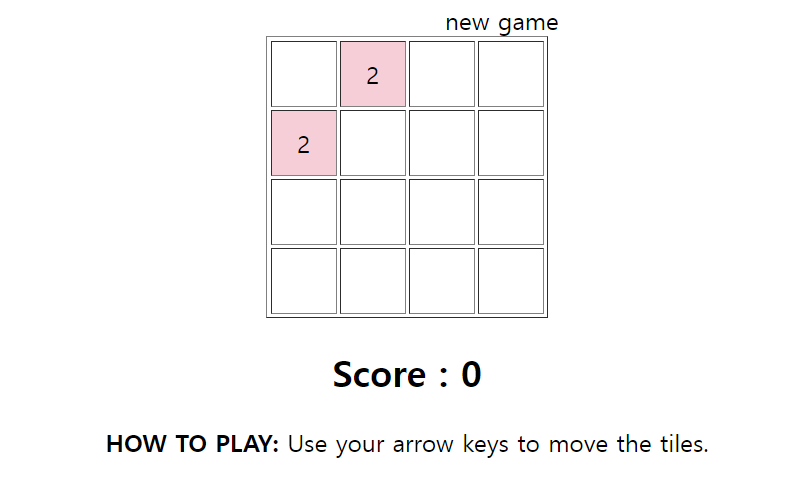 new game
2
2
Score : 0
HOW TO PLAY: Use your arrow keys to move the tiles.